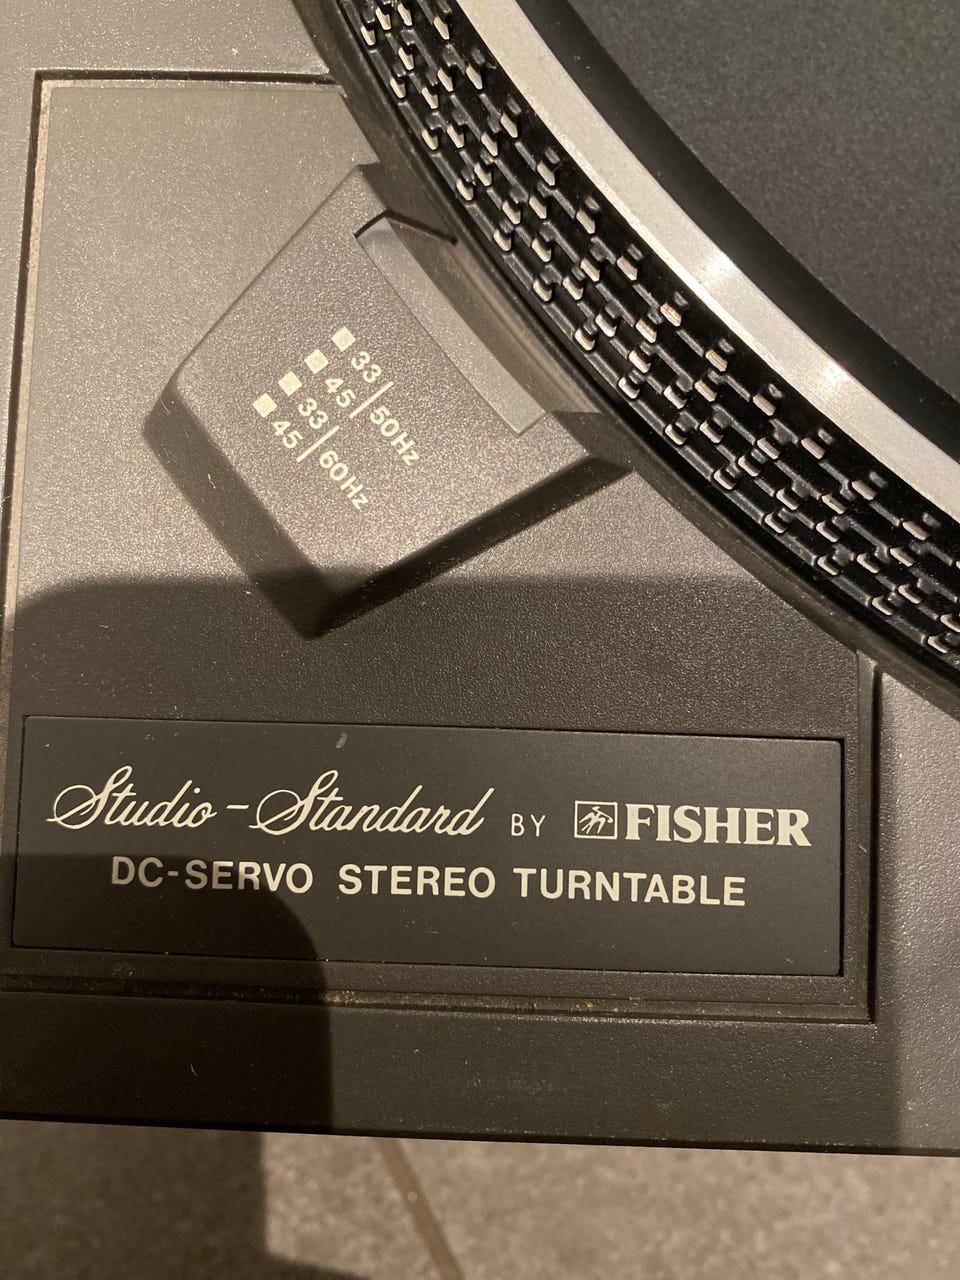 33
45
50Hz
33
45
60Hz
Studio-Standard BY FISHER
DC-SERVO STEREO TURNTABLE